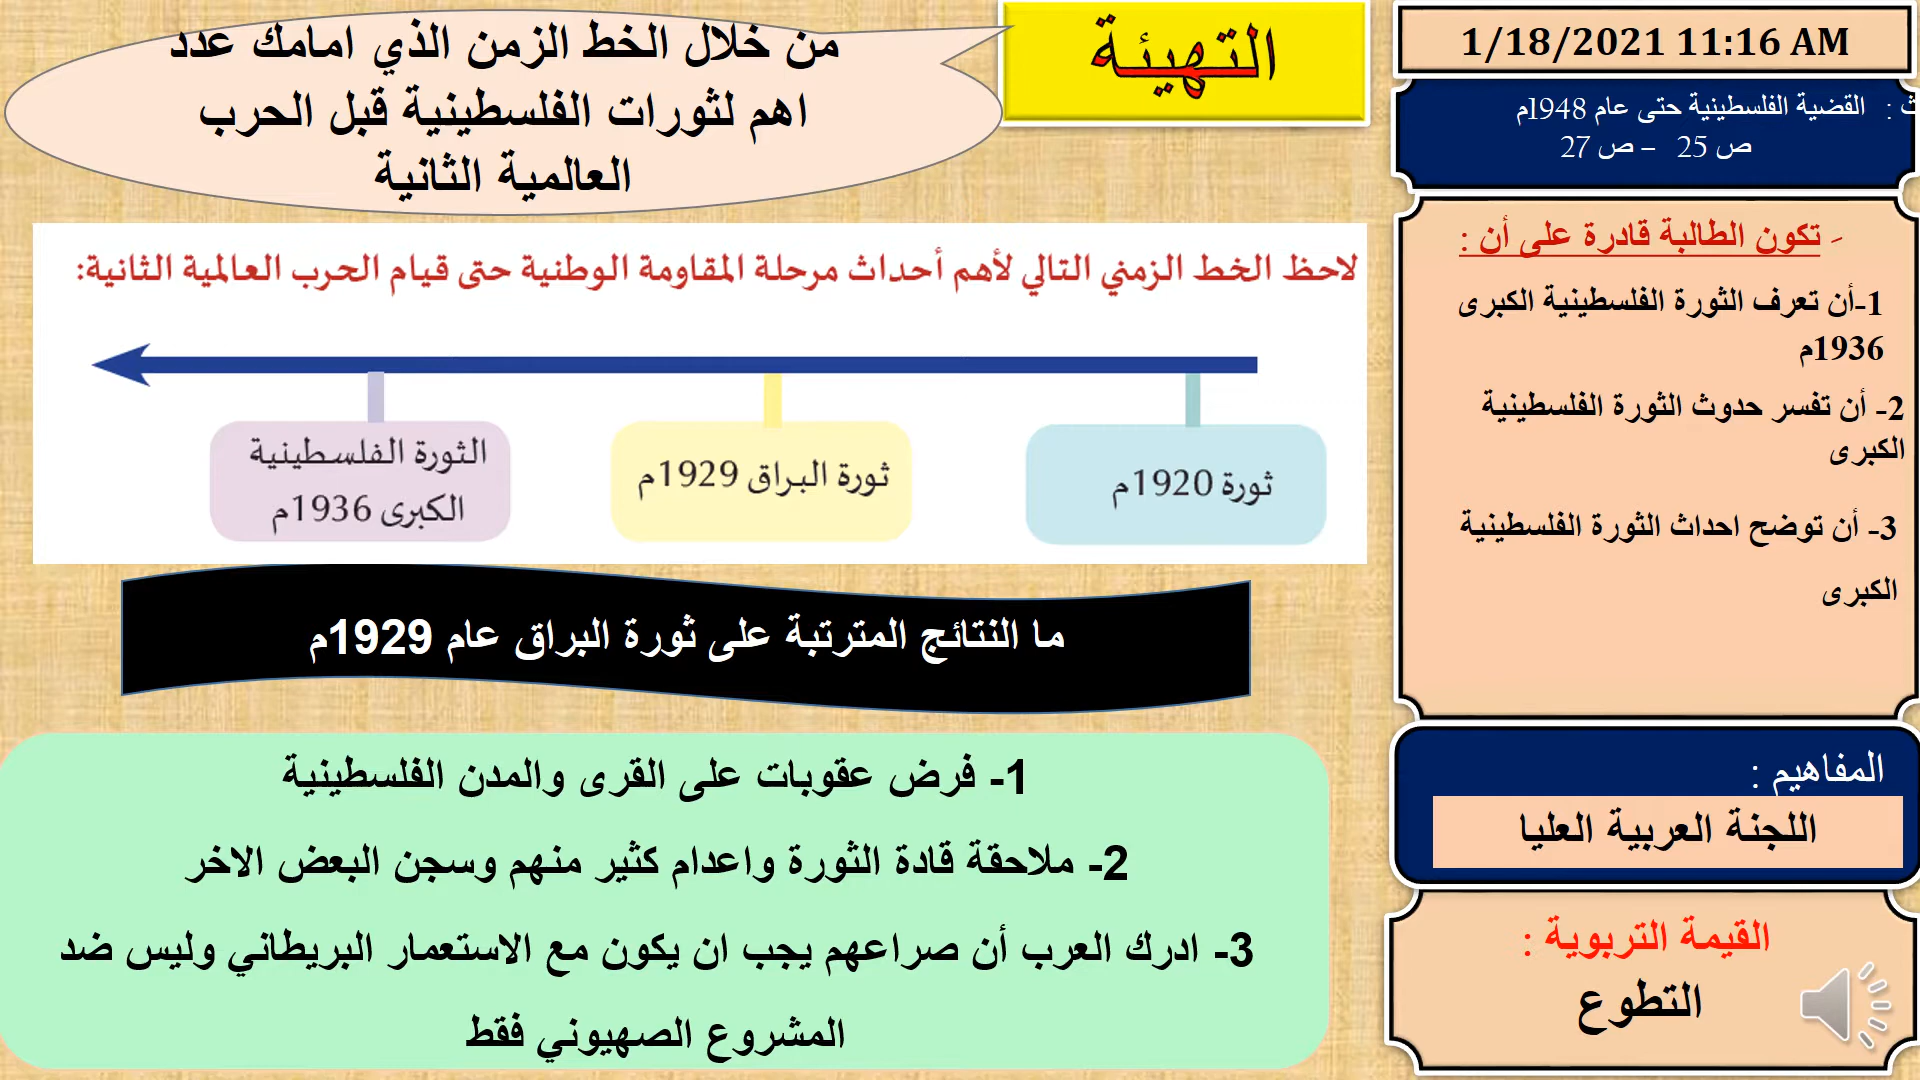 1/18/2021 11:16 AM
ث : القضية الفلسطينية حتى عام 1948م
ص 25 – ص 27
التهيئة
من خلال الخط الزمن الذي امامك عدد
اهم لثورات الفلسطينية قبل الحرب
العالمية الثانية
لاحظ الخط الزمني التالي لأهم أحداث مرحلة المقاومة الوطنية حتى قيام الحرب العالمية الثانية:
ثورة 1920م
ثورة البراق 1929م
الثورة الفلسطينية
الكبرى 1936م
ما النتائج المترتبة على ثورة البراق عام 1929م
1- فرض عقوبات على القرى والمدن الفلسطينية
2- ملاحقة قادة الثورة واعدام كثير منهم وسجن البعض الاخر
3- ادرك العرب أن صراعهم يجب ان يكون مع الاستعمار البريطاني وليس ضد
المشروع الصهيوني فقط
- تكون الطالبة قادرة على أن :
1-أن تعرف الثورة الفلسطينية الكبرى
1936م
2- أن تفسر حدوث الثورة الفلسطينية
الكبرى
3- أن توضح احداث الثورة الفلسطينية
الكبرى
المفاهيم :
اللجنة العربية العليا
القيمة التربوية :
التطوع